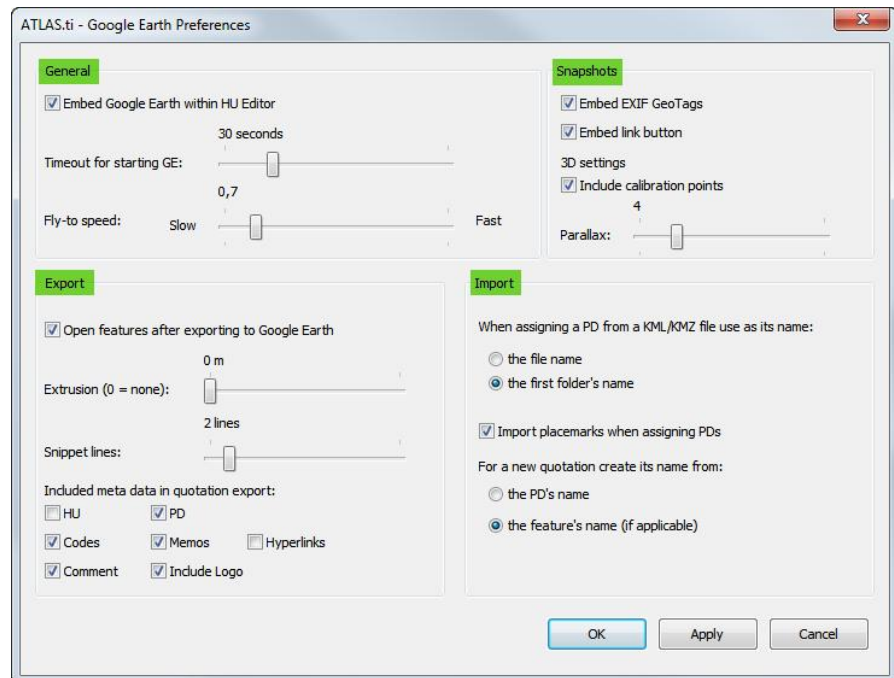 ATLAS.ti - Google Earth Preferences
General
Embed Google Earth within HU Editor
30 seconds
Timeout for starting GE:
0,7
Fly-to speed: Slow Fast
Snapshots
Embed EXIF GeoTags
Embed link button
3D settings
Include calibration points
4
Parallax:
Export
Open features after exporting to Google Earth
0 m
Extrusion (0 = none):
2 lines
Snippet lines:
Included meta data in quotation export:
HU PD
Codes Memos Hyperlinks
Comment Include Logo
Import
When assigning a PD from a KML/KMZ file use as its name:
the file name
the first folder's name
Import placemarks when assigning PDs
For a new quotation create its name from:
the PD's name
the feature's name (if applicable)
OK Apply Cancel